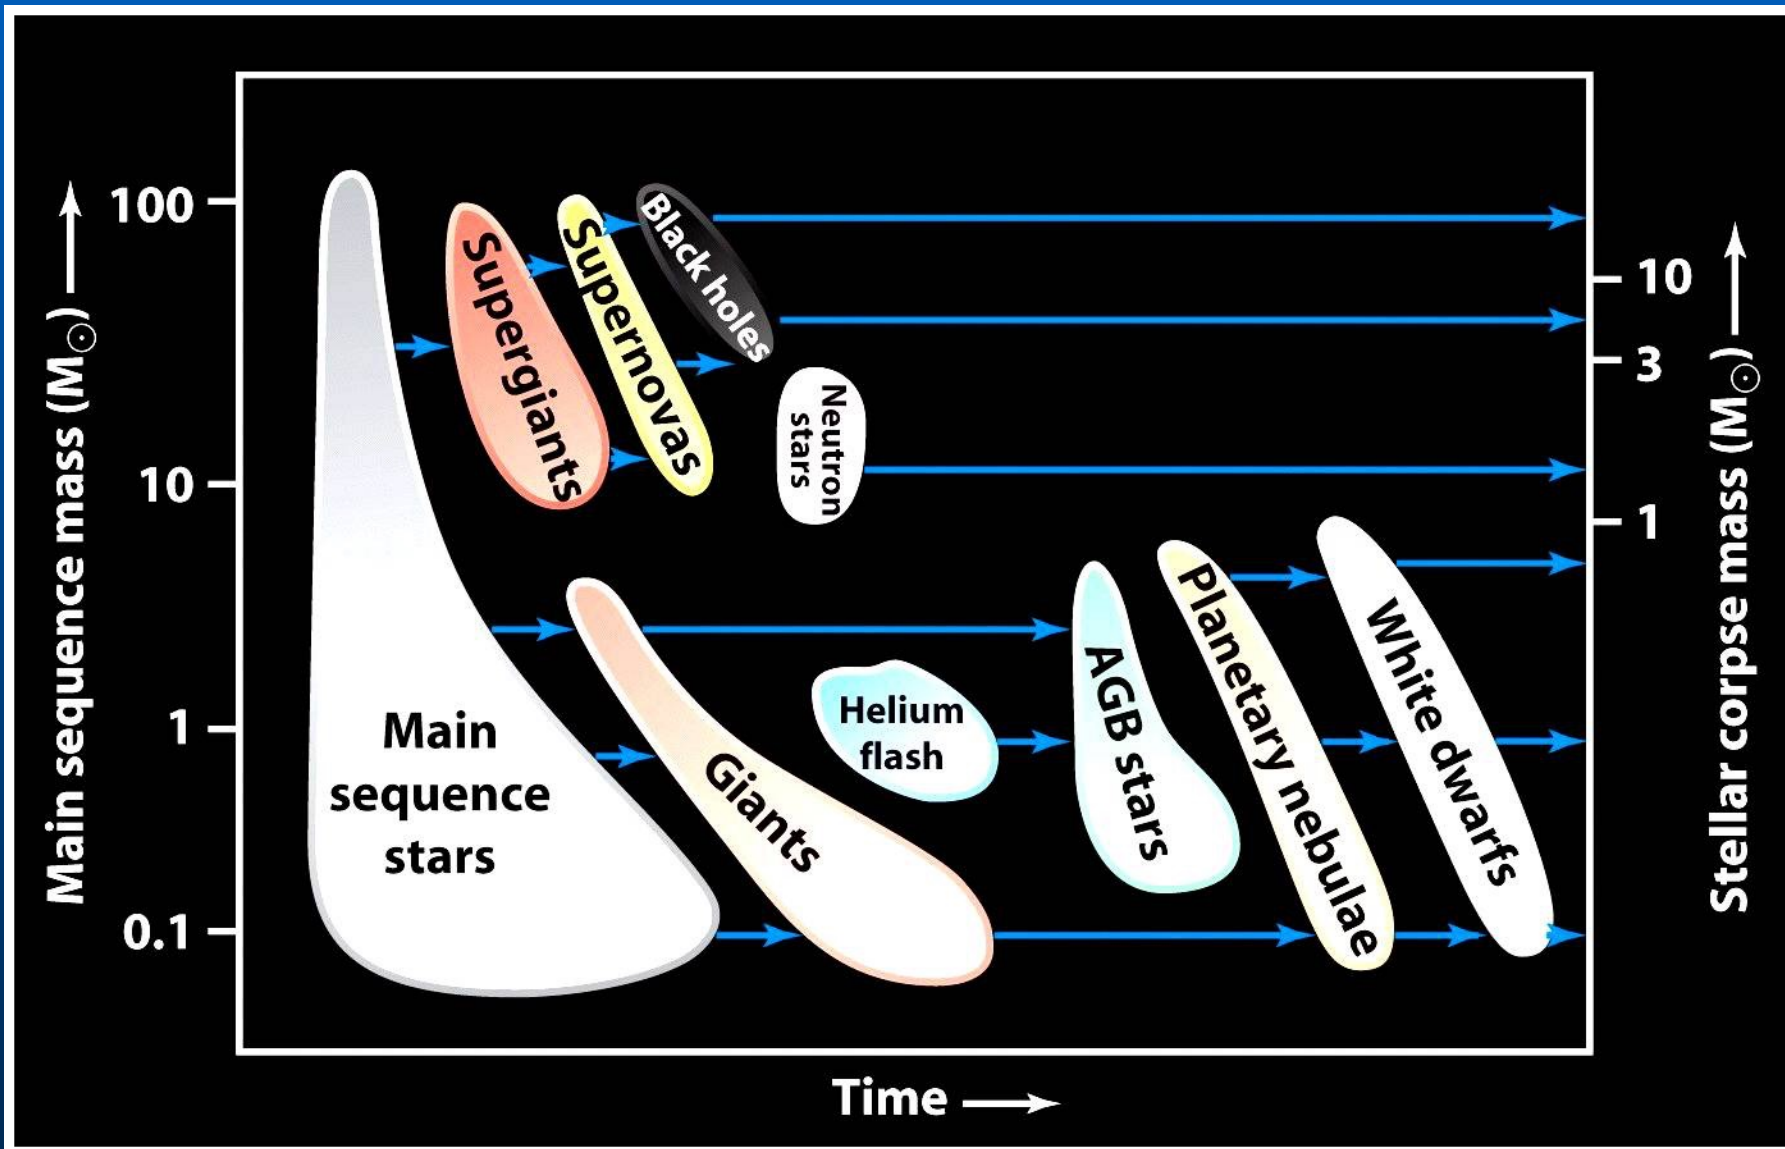 Main sequence mass (M☉)
100
10
1
0.1
Main
sequence
stars
Supergiants
Supernovas
Black holes
Neutron
stars
Giants
Helium
flash
AGB stars
Planetary nebulae
White dwarfs
10
3
1
Stellar corpse mass (M☉)
Time